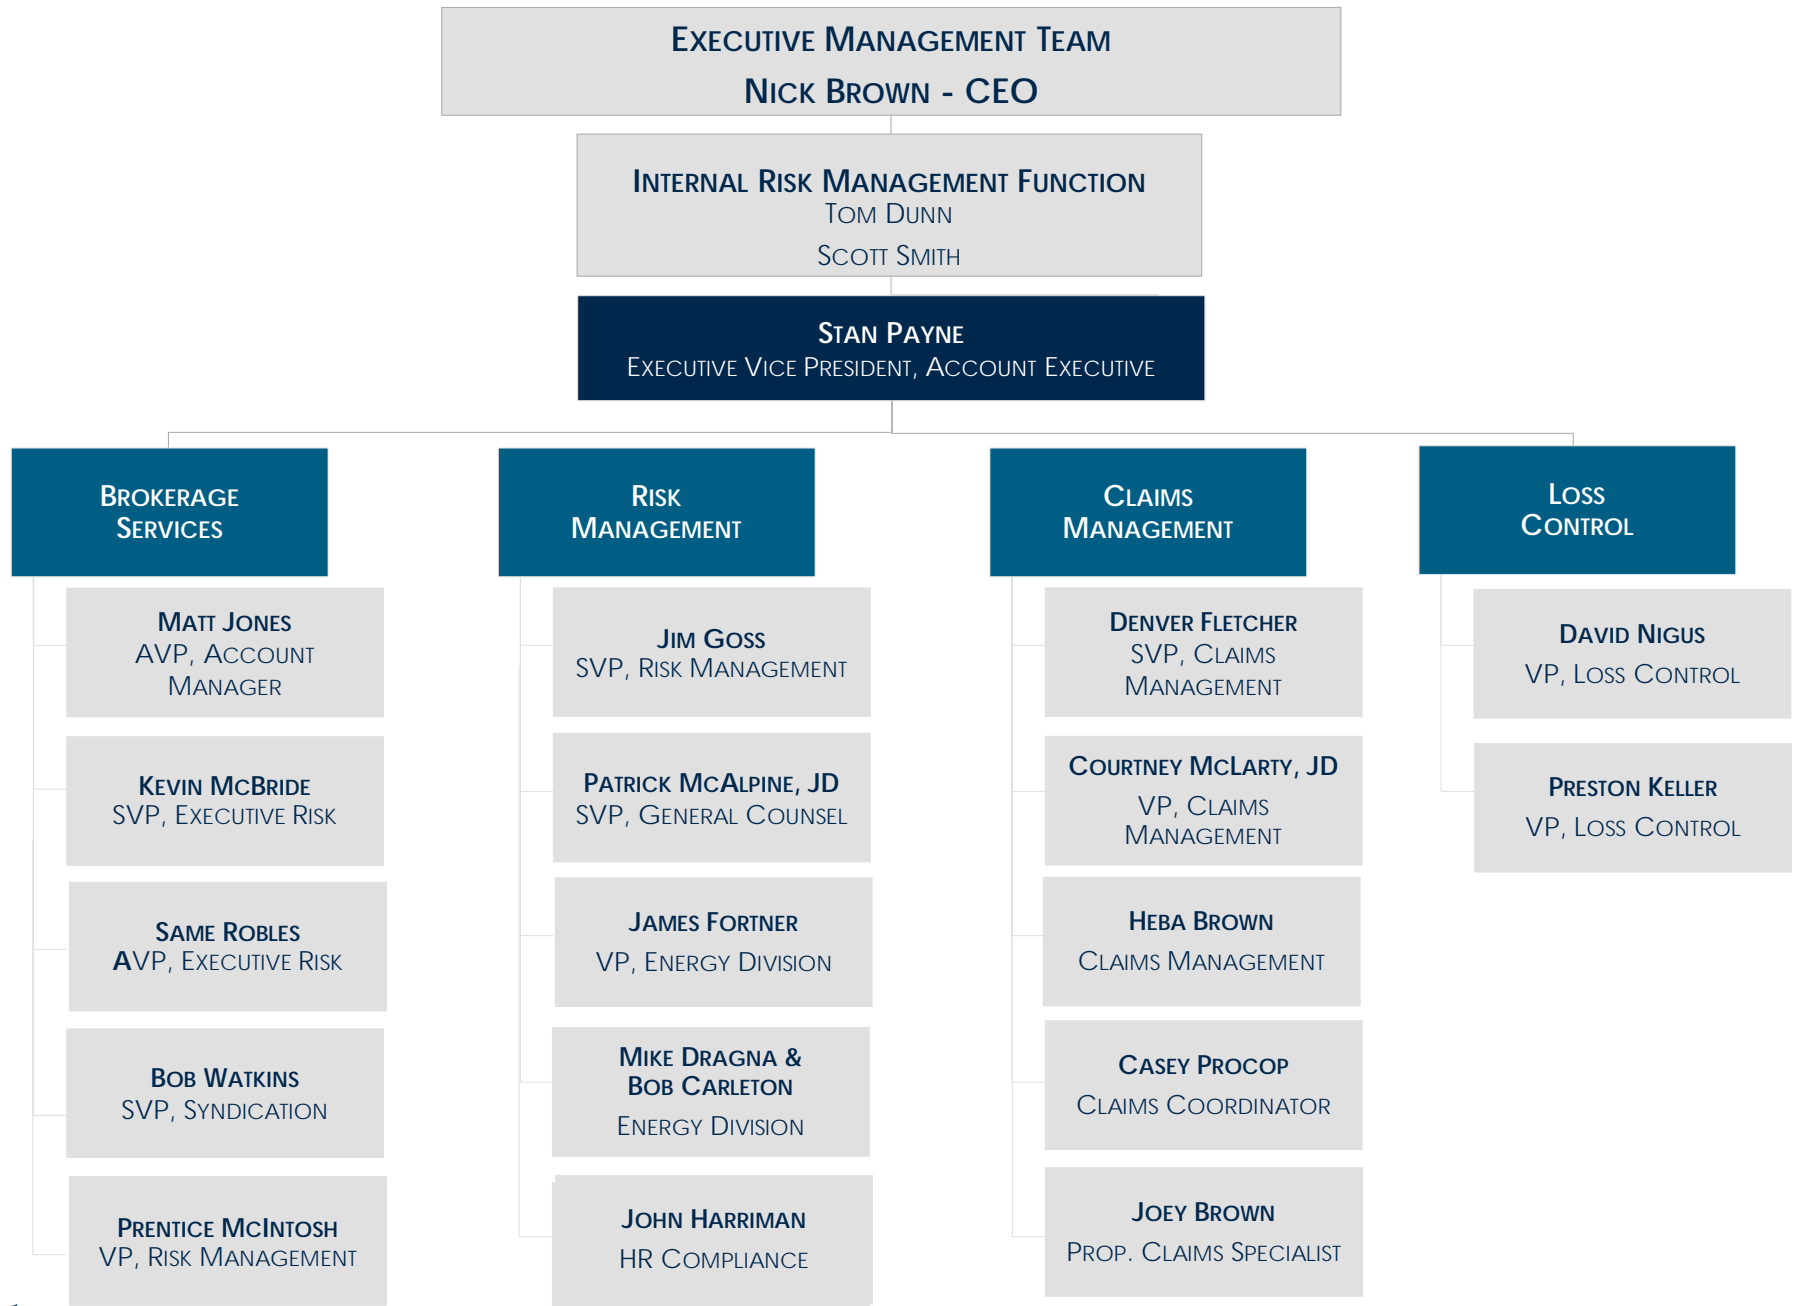 Executive Management Team
Nick Brown - CEO
Internal Risk Management Function
Tom Dunn
Scott Smith
Stan Payne
Executive Vice President, Account Executive
Brokerage
Services
Matt Jones
AVP, Account
Manager
Kevin McBride
SVP, Executive Risk
Same Robles
AVP, Executive Risk
Bob Watkins
SVP, Syndication
Prentice McIntosh
VP, Risk Management
Risk
Management
Jim Goss
SVP, Risk Management
Patrick McAlpine, JD
SVP, General Counsel
James Fortner
VP, Energy Division
Mike Dragna &
Bob Carleton
Energy Division
John Harriman
HR Compliance
Claims
Management
Denver Fletcher
SVP, Claims
Management
Courtney McLarty, JD
VP, Claims
Management
Heba Brown
Claims Management
Casey Procop
Claims Coordinator
Joey Brown
Prop. Claims Specialist
Loss
Control
David Nigus
VP, Loss Control
Preston Keller
VP, Loss Control